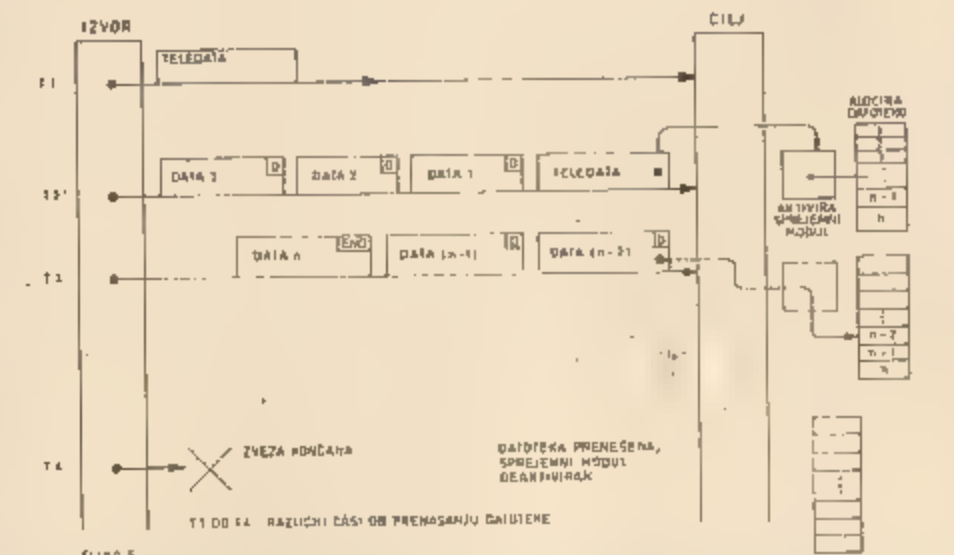 IZVOR
CILJ
T1
TELEDATA
ALOCIRA
DATOTEKO
DATA 3 D
DATA 2 D
DATA 1 D
TELEDATA
n-1
n
AKTIVIRA
SPREJEMNI
MODUL
T3
DATA n END
DATA (n-1) D
DATA (n-2) D
n-2
n-1
n
T4
ZVEZA KONČANA
DATOTEKA PRENEŠENA,
SPREJEMNI MODUL
DEAKTIVIRAN
T1 DO T4 RAZLIČNI ČASI OB PRENAŠANJU DATOTEKE
SLIKA 5